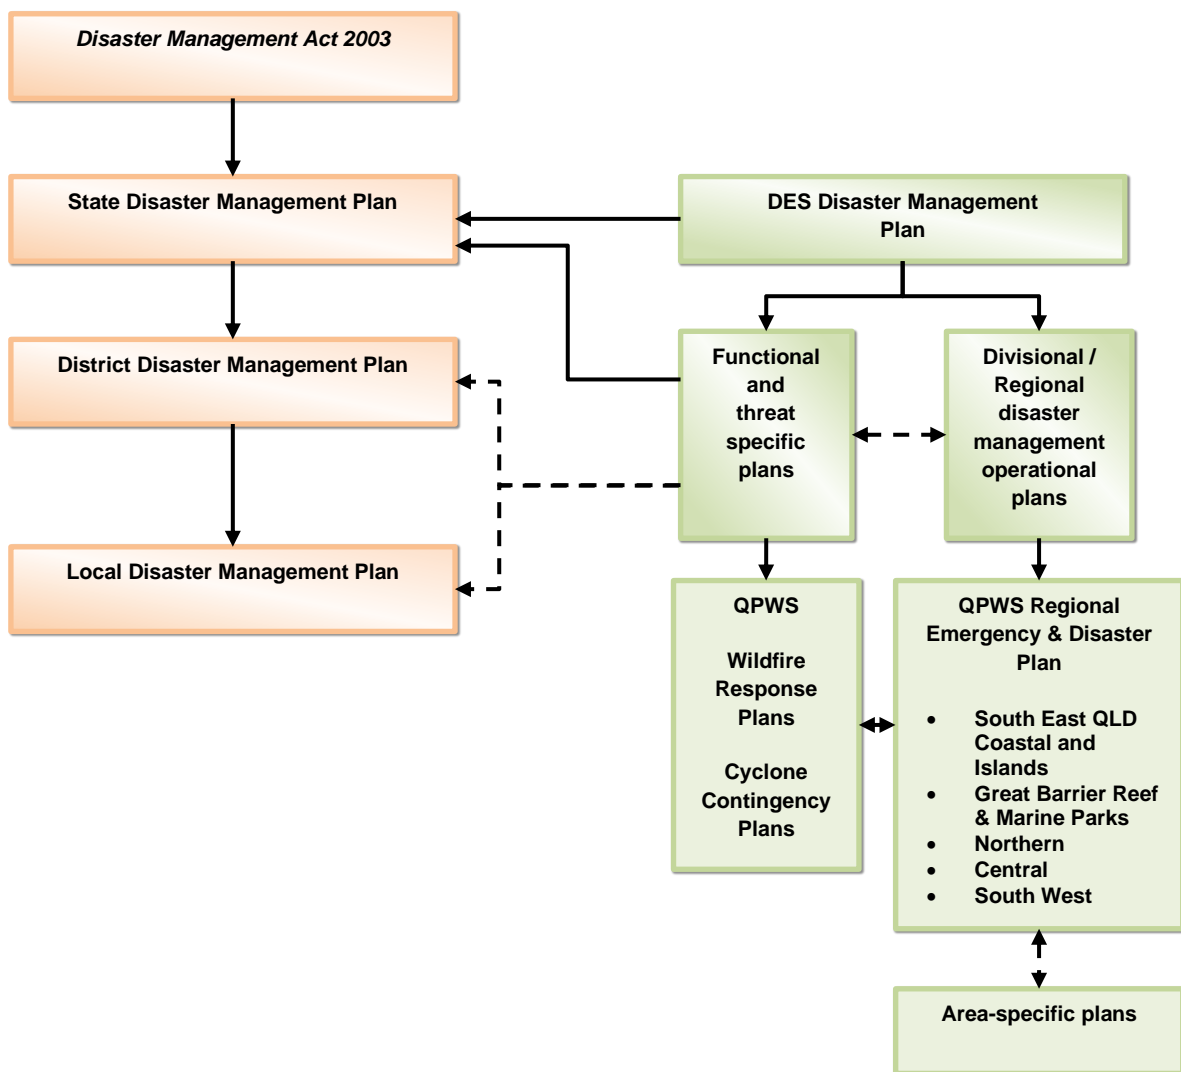 Disaster Management Act 2003
State Disaster Management Plan
DES Disaster Management
Plan
District Disaster Management Plan
Functional
and
threat
specific
plans
Divisional /
Regional
disaster
management
operational
plans
Local Disaster Management Plan
QPWS
Wildfire
Response
Plans
Cyclone
Contingency
Plans
QPWS Regional
Emergency & Disaster
Plan
• South East QLD
Coastal and
Islands
• Great Barrier Reef
& Marine Parks
• Northern
• Central
• South West
Area-specific plans